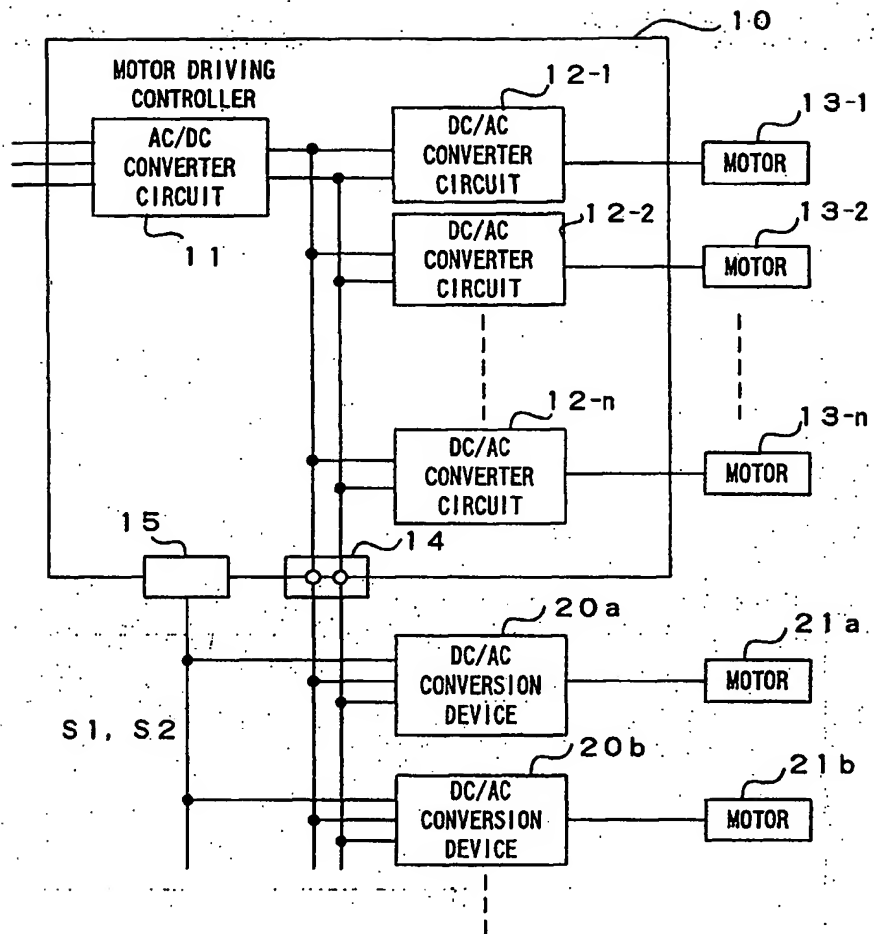 10
MOTOR DRIVING
CONTROLLER
AC/DC
CONVERTER
CIRCUIT
11
12-1
DC/AC
CONVERTER
CIRCUIT
13-1
MOTOR
12-2
DC/AC
CONVERTER
CIRCUIT
13-2
MOTOR
12-n
DC/AC
CONVERTER
CIRCUIT
13-n
MOTOR
15
14
20a
DC/AC
CONVERSION
DEVICE
21a
MOTOR
S1, S2
20b
DC/AC
CONVERSION
DEVICE
21b
MOTOR